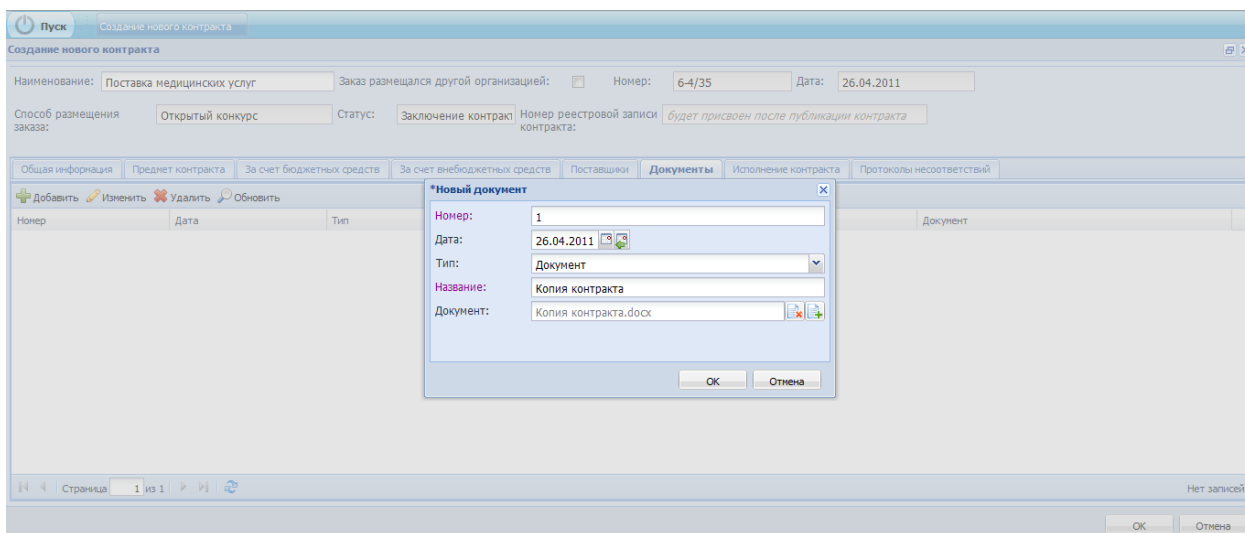 Пуск Создание нового контракта
Создание нового контракта
Наименование: Поставка медицинских услуг Заказ размещался другой организацией: Номер: 6-4/35 Дата: 26.04.2011
Способ размещения заказа: Открытый конкурс Статус: Заключение контракт Номер реестровой записи контракта: будет присвоен после публикации контракта
Общая информация Предмет контракта За счет бюджетных средств За счет внебюджетных средств Поставщики Документы Исполнение контракта Протоколы несоответствий
Добавить Изменить Удалить Обновить
Номер Дата Тип Документ
*Новый документ
Номер: 1
Дата: 26.04.2011
Тип: Документ
Название: Копия контракта
Документ: Копия контракта.docx
ОК Отмена
Страница 1 из 1 Нет записей
ОК Отмена